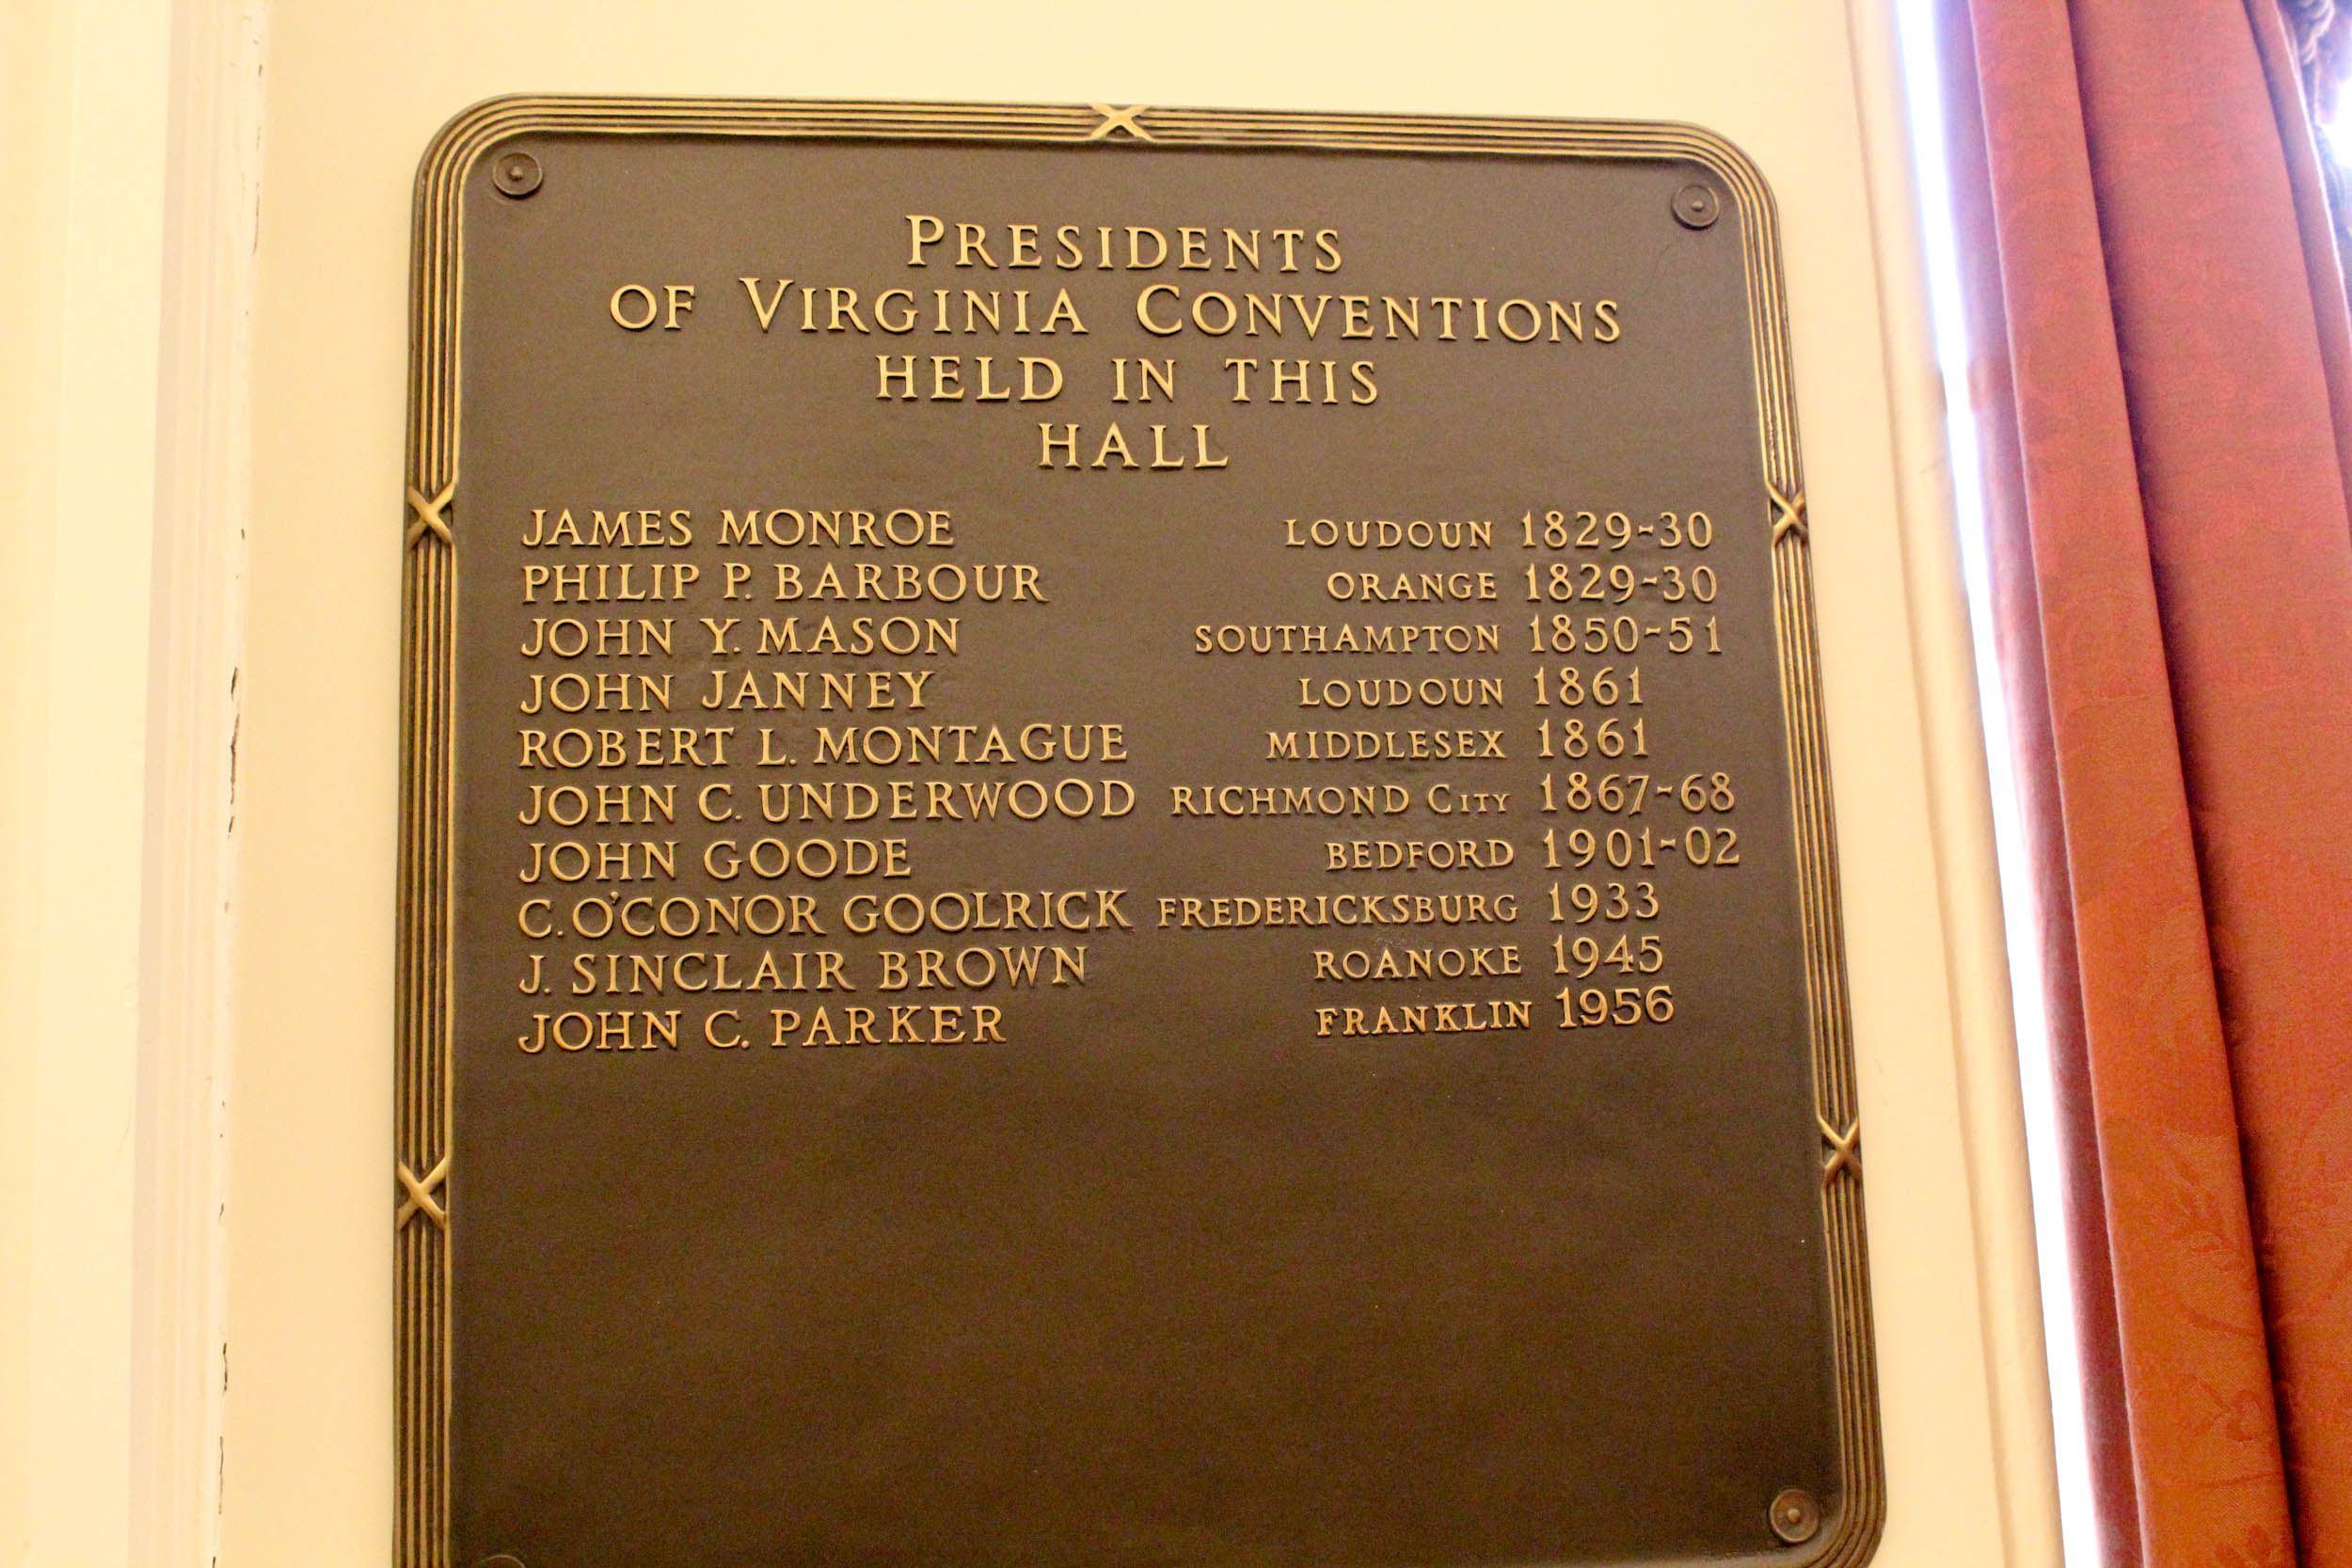 PRESIDENTS
OF VIRGINIA CONVENTIONS
HELD IN THIS
HALL
JAMES MONROE LOUDOUN 1829-30
PHILIP P. BARBOUR ORANGE 1829-30
JOHN Y. MASON SOUTHAMPTON 1850-51
JOHN JANNEY LOUDOUN 1861
ROBERT L. MONTAGUE MIDDLESEX 1861
JOHN C. UNDERWOOD RICHMOND CITY 1867-68
JOHN GOODE BEDFORD 1901-02
C. O'CONOR GOOLRICK FREDERICKSBURG 1933
J. SINCLAIR BROWN ROANOKE 1945
JOHN C. PARKER FRANKLIN 1956